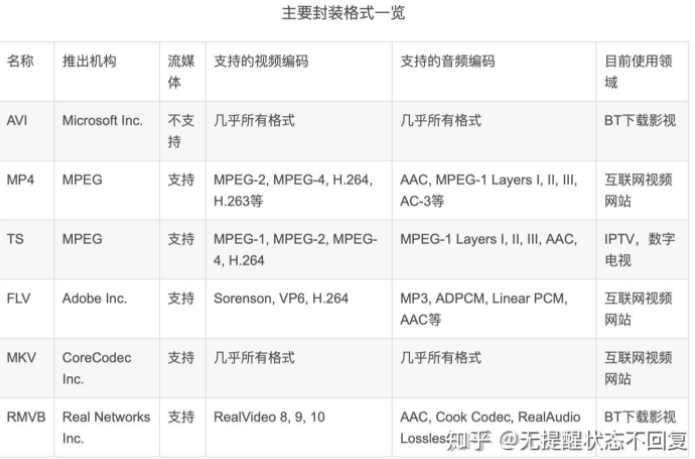 主要封装格式一览
名称 推出机构 流媒体 支持的视频编码 支持的音频编码 目前使用领域
AVI Microsoft Inc. 不支持 几乎所有格式 几乎所有格式 BT下载影视
MP4 MPEG 支持 MPEG-2, MPEG-4, H.264, H.263等 AAC, MPEG-1 Layers I, II, III, AC-3等 互联网视频网站
TS MPEG 支持 MPEG-1, MPEG-2, MPEG-4, H.264 MPEG-1 Layers I, II, III, AAC, IPTV，数字电视
FLV Adobe Inc. 支持 Sorenson, VP6, H.264 MP3, ADPCM, Linear PCM, AAC等 互联网视频网站
MKV CoreCodec Inc. 支持 几乎所有格式 几乎所有格式 互联网视频网站
RMVB Real Networks Inc. 支持 RealVideo 8, 9, 10 AAC, Cook Codec, RealAudio Lossless BT下载影视
知乎 @无提醒状态不回复